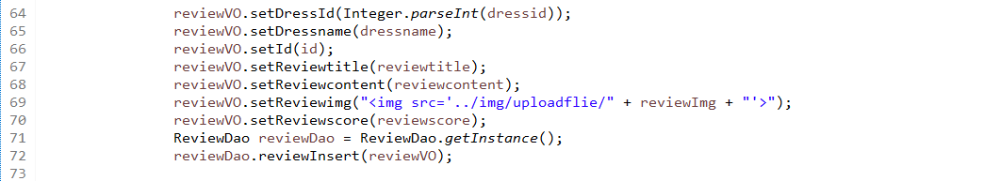 64 reviewVO.setDressId(Integer.parseInt(dressid));
65 reviewVO.setDressname(dressname);
66 reviewVO.setId(id);
67 reviewVO.setReviewtitle(reviewtitle);
68 reviewVO.setReviewcontent(reviewcontent);
69 reviewVO.setReviewimg("<img src='../img/uploadflie/" + reviewImg + "'>");
70 reviewVO.setReviewscore(reviewscore);
71 ReviewDao reviewDao = ReviewDao.getInstance();
72 reviewDao.reviewInsert(reviewVO);
73